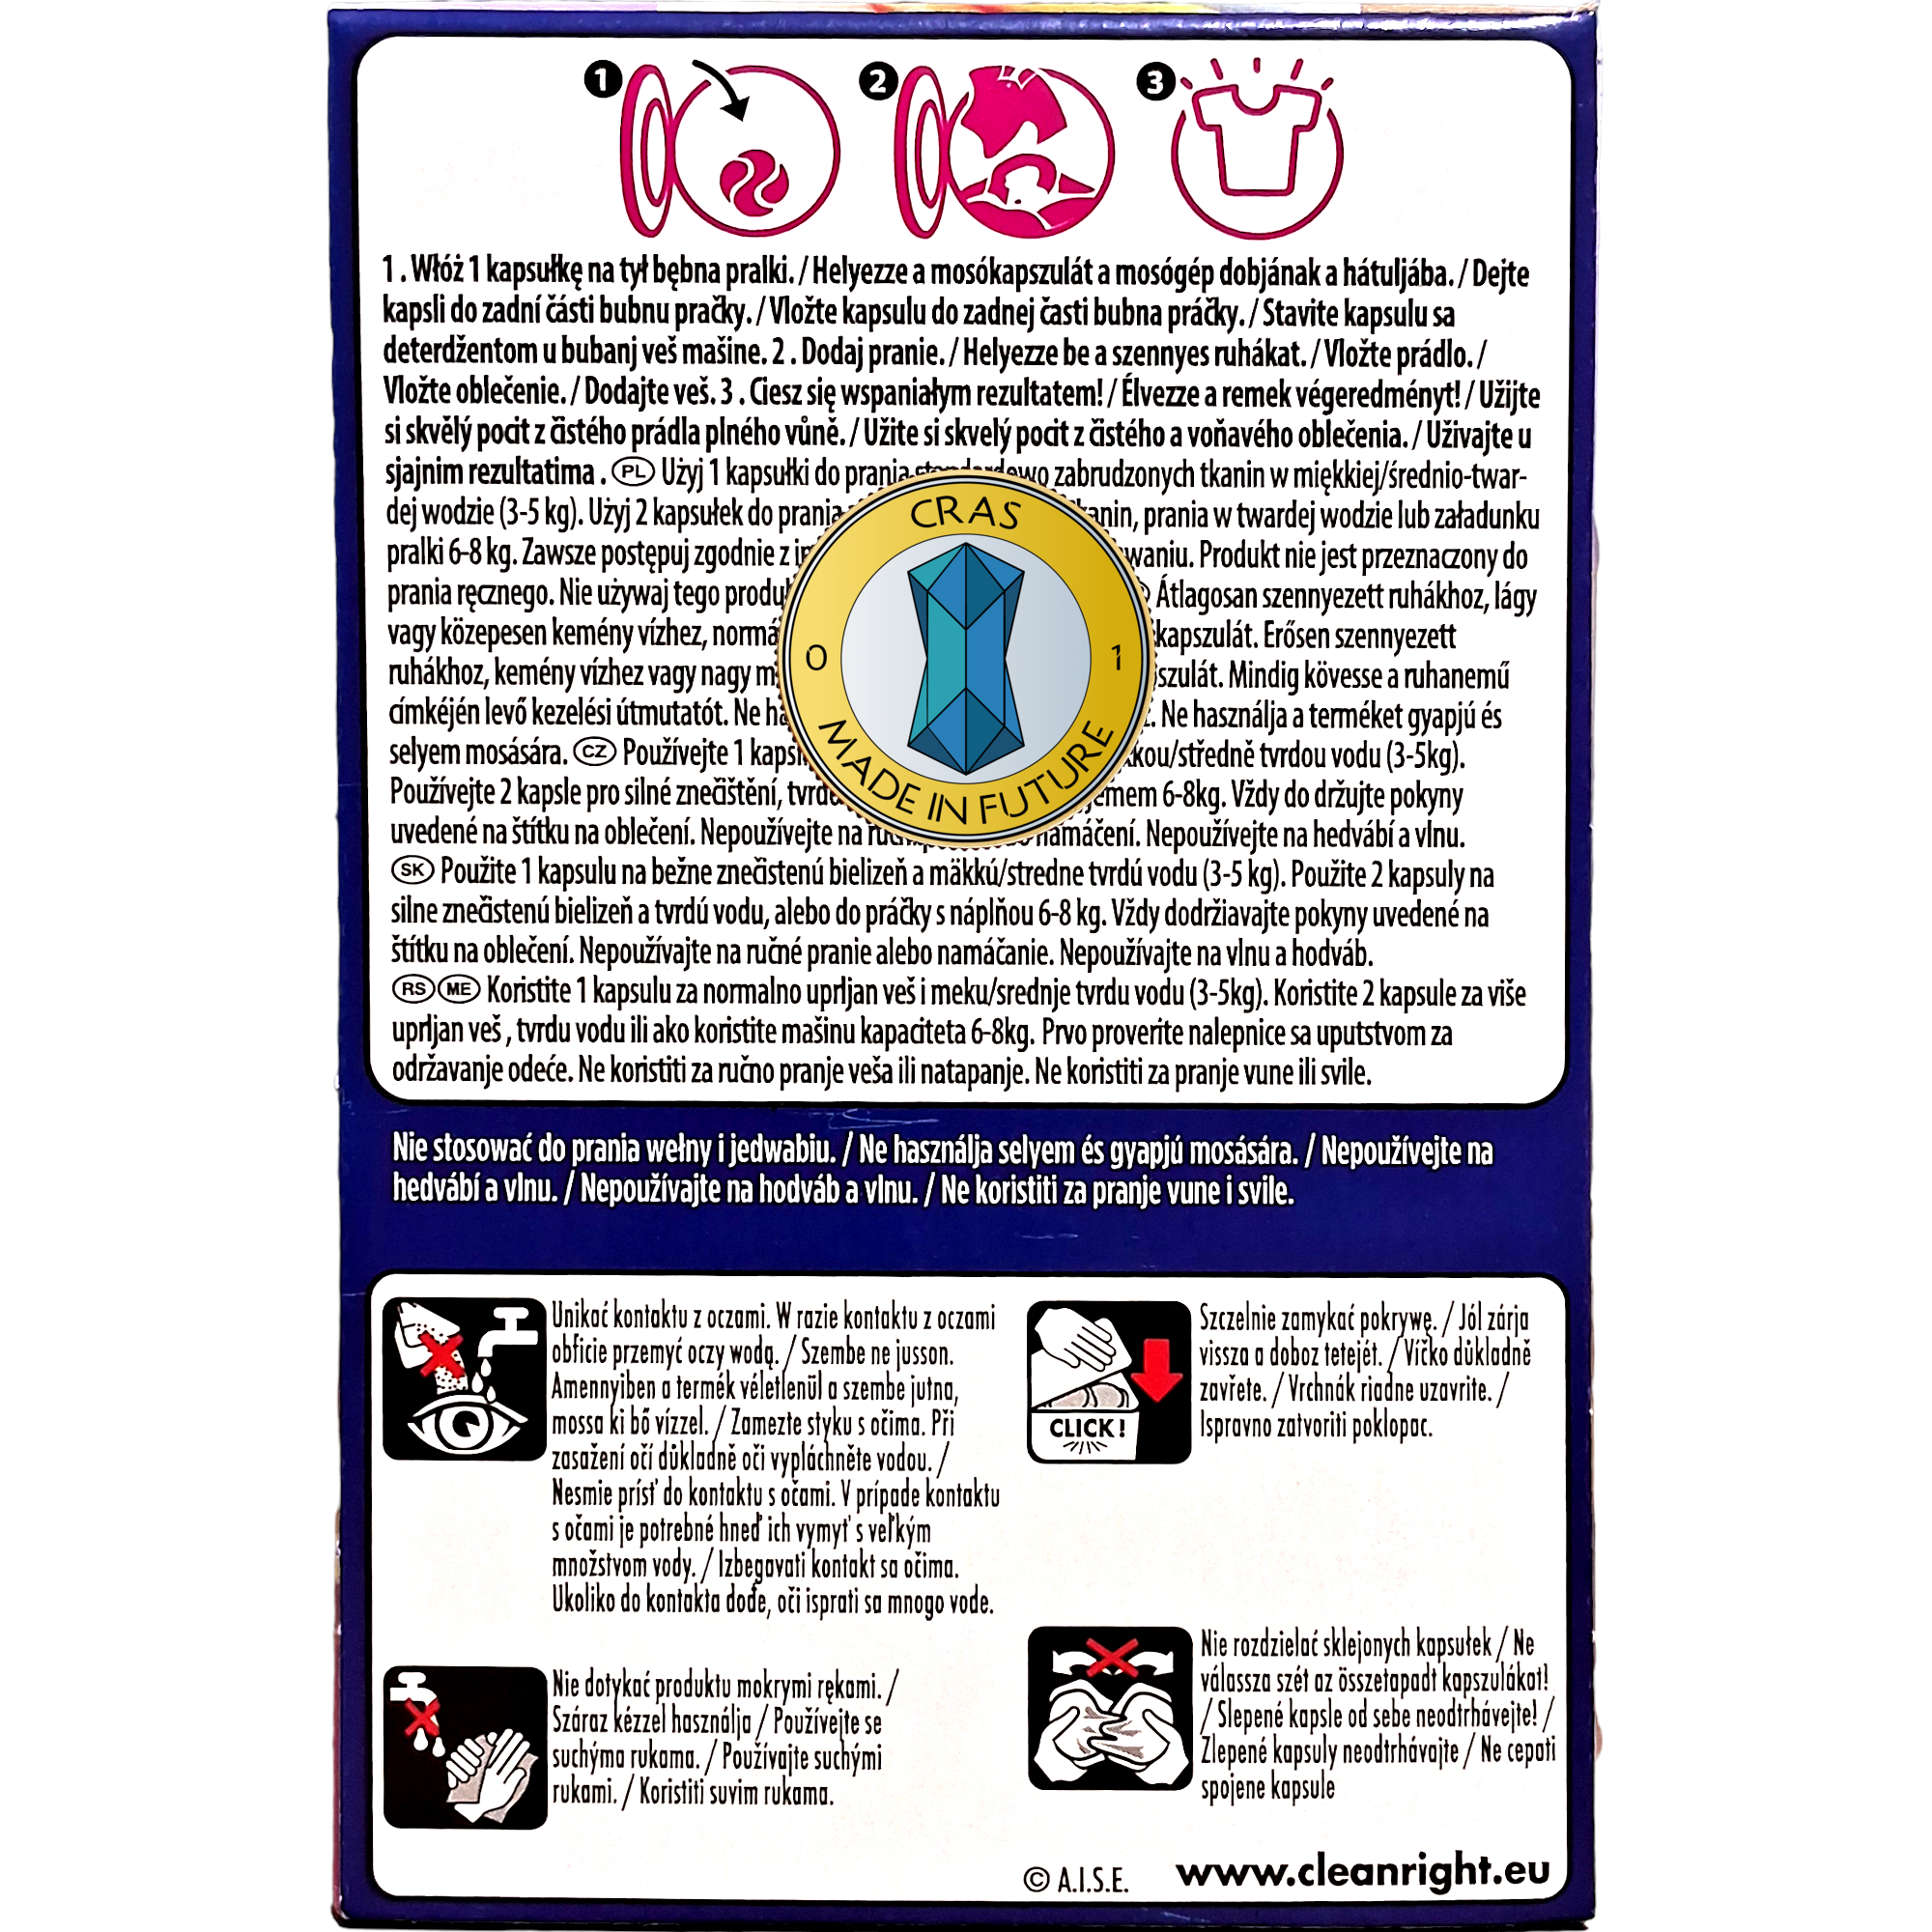 1 2 3
1 . Włóż 1 kapsułkę na tył bębna pralki. / Helyezze a mosókapszulát a mosógép dobjának a hátuljába. / Dejte
kapsli do zadní části bubnu pračky. / Vložte kapsulu do zadnej časti bubna práčky. / Stavite kapsulu sa
deterdžentom u bubanj veš mašine. 2 . Dodaj pranie. / Helyezze be a szennyes ruhákat. / Vložte prádlo. /
Vložte oblečenie. / Dodajte veš. 3 . Ciesz się wspaniałym rezultatem! / Élvezze a remek végeredményt! / Užijte
si skvělý pocit z čistého prádla plného vůně. / Užite si skvelý pocit z čistého a voňavého oblečenia. / Uživajte u
sjajnim rezultatima . PL Użyj 1 kapsułki do prania zabrudzonych tkanin w miękkiej/średnio-twar-
dej wodzie (3-5 kg). Użyj 2 kapsułek do prania prania w twardej wodzie lub załadunku
pralki 6-8 kg. Zawsze postępuj zgodnie z Produkt nie jest przeznaczony do
prania ręcznego. Nie używaj tego Átlagosan szennyezett ruhákhoz, lágy
vagy közepesen kemény vízhez, kapszulát. Erősen szennyezett
ruhákhoz, kemény vízhez vagy nagy Mindig kövesse a ruhanemű
címkéjén levő kezelési útmutatót. Ne Ne használja a terméket gyapjú és
selyem mosására. CZ Používejte 1 středně tvrdou vodu (3-5kg).
Používejte 2 kapsle pro silné znečištění, 6-8kg. Vždy do držujte pokyny
uvedené na štítku na oblečení. Nepoužívejte na namáčení. Nepoužívejte na hedvábí a vlnu.
SK Použite 1 kapsulu na bežne znečistenú bielizeň a mäkkú/stredne tvrdú vodu (3-5 kg). Použite 2 kapsuly na
silne znečistenú bielizeň a tvrdú vodu, alebo do práčky s náplňou 6-8 kg. Vždy dodržiavajte pokyny uvedené na
štítku na oblečení. Nepoužívajte na ručné pranie alebo namáčanie. Nepoužívajte na vlnu a hodváb.
RS ME Koristite 1 kapsulu za normalno uprljan veš i meku/srednje tvrdu vodu (3-5kg). Koristite 2 kapsule za više
uprljan veš , tvrdu vodu ili ako koristite mašinu kapaciteta 6-8kg. Prvo proverite nalepnice sa uputstvom za
održavanje odeće. Ne koristiti za ručno pranje veša ili natapanje. Ne koristiti za pranje vune ili svile.
CRAS
0 1
MADE IN FUTURE
Nie stosować do prania wełny i jedwabiu. / Ne használja selyem és gyapjú mosására. / Nepoužívejte na
hedvábí a vlnu. / Nepoužívajte na hodváb a vlnu. / Ne koristiti za pranje vune i svile.
Unikać kontaktu z oczami. W razie kontaktu z oczami
obficie przemyć oczy wodą. / Szembe ne jusson.
Amennyiben a termék véletlenül a szembe jutna,
mossa ki bő vízzel. / Zamezte styku s očima. Při
zasažení očí důkladně oči vypláchněte vodou. /
Nesmie prísť do kontaktu s očami. V prípade kontaktu
s očami je potrebné hneď ich vymyť s veľkým
množstvom vody. / Izbegavati kontakt sa očima.
Ukoliko do kontakta dođe, oči isprati sa mnogo vode.
CLICK!
Szczelnie zamykać pokrywę. / Jól zárja
vissza a doboz tetejét. / Víčko důkladně
zavřete. / Vrchnák riadne uzavrite. /
Ispravno zatvoriti poklopac.
Nie dotykać produktu mokrymi rękami. /
Száraz kézzel használja / Používejte se
suchýma rukama. / Používajte suchými
rukami. / Koristiti suvim rukama.
Nie rozdzielać sklejonych kapsułek / Ne
válassza szét az összetapadt kapszulákat!
/ Slepené kapsle od sebe neodtrhávejte! /
Zlepené kapsuly neodtrhávajte / Ne cepati
spojene kapsule
© A.I.S.E. www.cleanright.eu